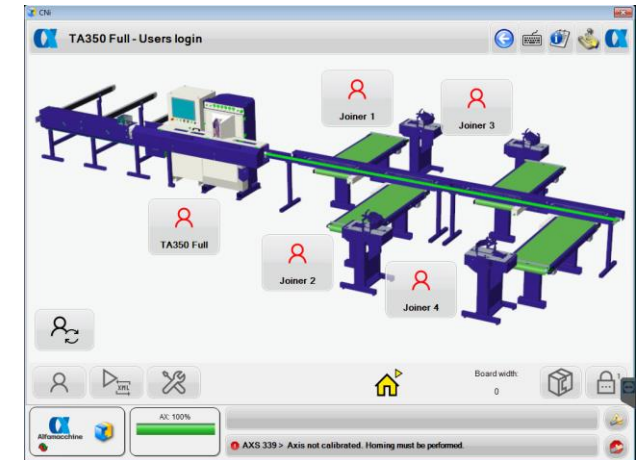 CNi
TA350 Full - Users login
Joiner 1
Joiner 3
TA350 Full
Joiner 2
Joiner 4
XML
Board width:
0
1
Alfamacchine
AX: 100%
AXS 339 > Axis not calibrated. Homing must be performed.